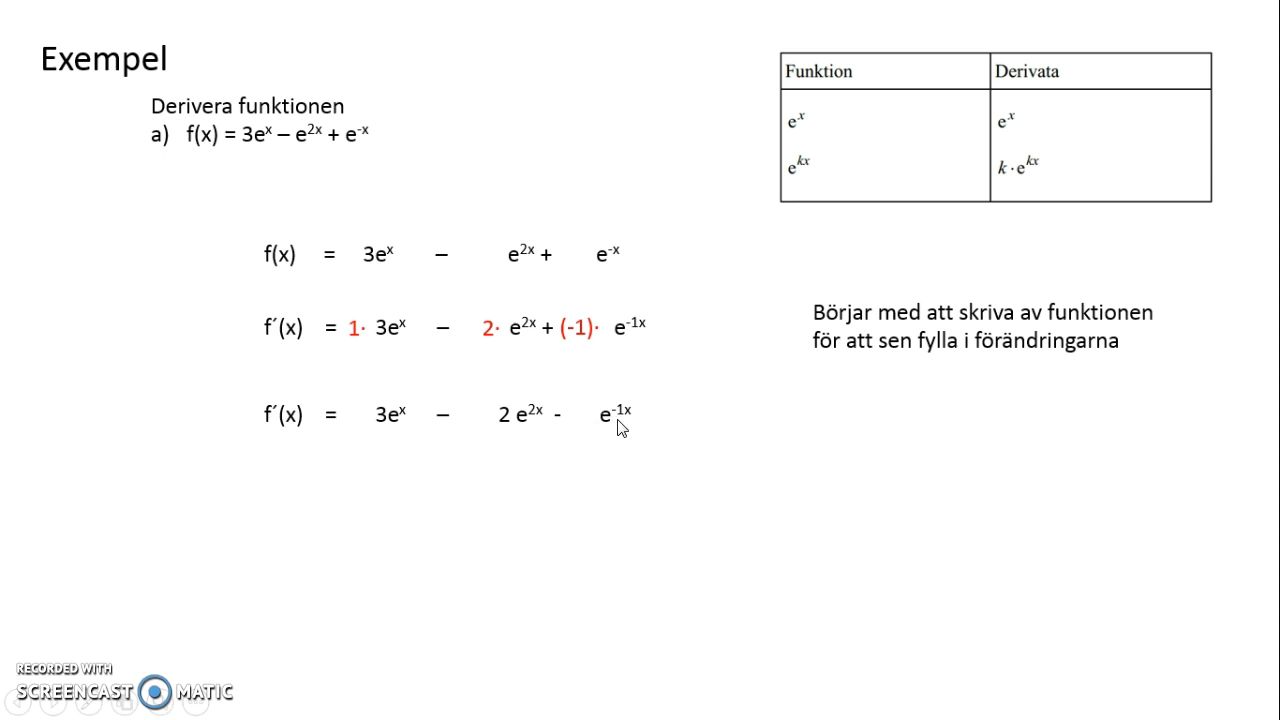 Exempel
Derivera funktionen
a) f(x) = 3eˣ – e²ˣ + e⁻ˣ
Funktion Derivata
eˣ eˣ
eᵏˣ k · eᵏˣ
f(x) = 3eˣ – e²ˣ + e⁻ˣ
f´(x) = 1· 3eˣ – 2· e²ˣ + (-1)· e⁻¹ˣ
f´(x) = 3eˣ – 2 e²ˣ - e⁻¹ˣ
Börjar med att skriva av funktionen
för att sen fylla i förändringarna
RECORDED WITH
SCREENCAST MATIC